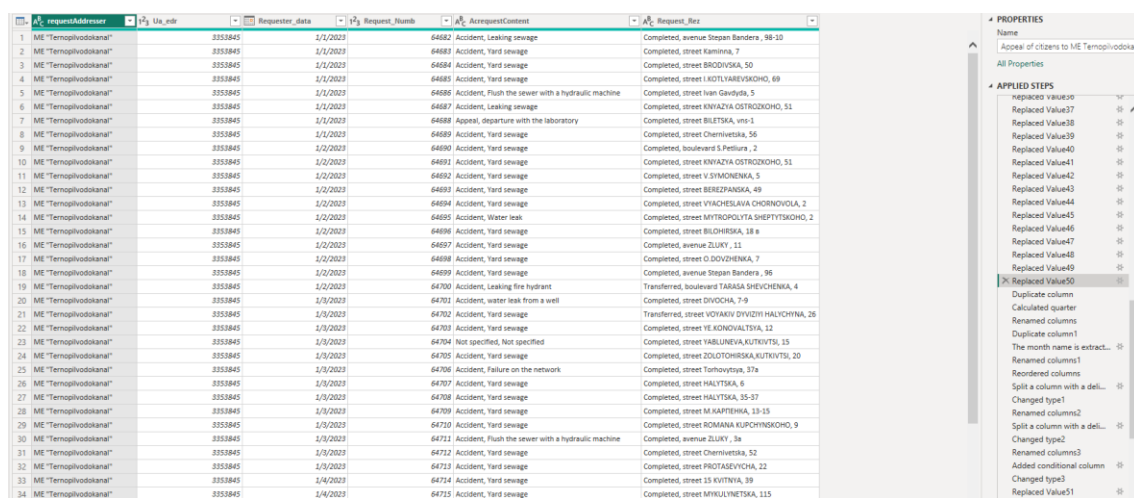 requestAddresser Ua_edr Requester_data Request_Numb AcrequestContent Request_Rez
1 ME "Ternopilvodokanal" 3353845 1/1/2023 64682 Accident, Leaking sewage Completed, avenue Stepan Bandera , 98-10
2 ME "Ternopilvodokanal" 3353845 1/1/2023 64683 Accident, Yard sewage Completed, street Kaminna, 7
3 ME "Ternopilvodokanal" 3353845 1/1/2023 64684 Accident, Yard sewage Completed, street BRODIVSKA, 50
4 ME "Ternopilvodokanal" 3353845 1/1/2023 64685 Accident, Yard sewage Completed, street I.KOTLYAREVSKOHO, 69
5 ME "Ternopilvodokanal" 3353845 1/1/2023 64686 Accident, Flush the sewer with a hydraulic machine Completed, street Ivan Gavdyda, 5
6 ME "Ternopilvodokanal" 3353845 1/1/2023 64687 Accident, Leaking sewage Completed, street KNYAZYA OSTROZKOHO, 51
7 ME "Ternopilvodokanal" 3353845 1/1/2023 64688 Appeal, departure with the laboratory Completed, street BILETSKA, vns-1
8 ME "Ternopilvodokanal" 3353845 1/1/2023 64689 Accident, Yard sewage Completed, street Chernivetska, 56
9 ME "Ternopilvodokanal" 3353845 1/2/2023 64690 Accident, Yard sewage Completed, boulevard S.Petliura , 2
10 ME "Ternopilvodokanal" 3353845 1/2/2023 64691 Accident, Yard sewage Completed, street KNYAZYA OSTROZKOHO, 51
11 ME "Ternopilvodokanal" 3353845 1/2/2023 64692 Accident, Yard sewage Completed, street V.SYMONENKA, 5
12 ME "Ternopilvodokanal" 3353845 1/2/2023 64693 Accident, Yard sewage Completed, street BEREZPANSKA, 49
13 ME "Ternopilvodokanal" 3353845 1/2/2023 64694 Accident, Yard sewage Completed, street VYACHESLAVA CHORNOVOLA, 2
14 ME "Ternopilvodokanal" 3353845 1/2/2023 64695 Accident, Water leak Completed, street MYTROPOLYTA SHEPTYTSKOHO, 2
15 ME "Ternopilvodokanal" 3353845 1/2/2023 64696 Accident, Yard sewage Completed, street BILOHIRSKA, 18 в
16 ME "Ternopilvodokanal" 3353845 1/2/2023 64697 Accident, Yard sewage Completed, avenue ZLUKY , 11
17 ME "Ternopilvodokanal" 3353845 1/2/2023 64698 Accident, Yard sewage Completed, street O.DOVZHENKA, 7
18 ME "Ternopilvodokanal" 3353845 1/2/2023 64699 Accident, Yard sewage Completed, avenue Stepan Bandera , 96
19 ME "Ternopilvodokanal" 3353845 1/2/2023 64700 Accident, Leaking fire hydrant Transferred, boulevard TARASA SHEVCHENKA, 4
20 ME "Ternopilvodokanal" 3353845 1/3/2023 64701 Accident, water leak from a well Completed, street DIVOCHA, 7-9
21 ME "Ternopilvodokanal" 3353845 1/3/2023 64702 Accident, Yard sewage Transferred, street VOYAKIV DYVIZIYI HALYCHYNA, 26
22 ME "Ternopilvodokanal" 3353845 1/3/2023 64703 Accident, Yard sewage Completed, street YE.KONOVALTSYA, 12
23 ME "Ternopilvodokanal" 3353845 1/3/2023 64704 Not specified, Not specified Completed, street YABLUNEVA,KUTKIVTSI, 15
24 ME "Ternopilvodokanal" 3353845 1/3/2023 64705 Accident, Yard sewage Completed, street ZOLOTOHIRSKA,KUTKIVTSI, 20
25 ME "Ternopilvodokanal" 3353845 1/3/2023 64706 Accident, Failure on the network Completed, street Torhovytsya, 37a
26 ME "Ternopilvodokanal" 3353845 1/3/2023 64707 Accident, Yard sewage Completed, street HALYTSKA, 6
27 ME "Ternopilvodokanal" 3353845 1/3/2023 64708 Accident, Yard sewage Completed, street HALYTSKA, 35-37
28 ME "Ternopilvodokanal" 3353845 1/3/2023 64709 Accident, Yard sewage Completed, street М.КАРПЕНКА, 13-15
29 ME "Ternopilvodokanal" 3353845 1/3/2023 64710 Accident, Yard sewage Completed, street ROMANA KUPCHYNSKOHO, 9
30 ME "Ternopilvodokanal" 3353845 1/3/2023 64711 Accident, Flush the sewer with a hydraulic machine Completed, avenue ZLUKY , 3a
31 ME "Ternopilvodokanal" 3353845 1/3/2023 64712 Accident, Yard sewage Completed, street Chernivetska, 52
32 ME "Ternopilvodokanal" 3353845 1/3/2023 64713 Accident, Yard sewage Completed, street PROTASEVYCHA, 22
33 ME "Ternopilvodokanal" 3353845 1/4/2023 64714 Accident, Yard sewage Completed, street 15 KVITNYA, 39
34 ME "Ternopilvodokanal" 3353845 1/4/2023 64715 Accident, Yard sewage Completed, street MYKULYNETSKA, 115
PROPERTIES
Name
Appeal of citizens to ME Ternopilvodoka
All Properties
APPLIED STEPS
Replaced Value36
Replaced Value37
Replaced Value38
Replaced Value39
Replaced Value40
Replaced Value41
Replaced Value42
Replaced Value43
Replaced Value44
Replaced Value45
Replaced Value46
Replaced Value47
Replaced Value48
Replaced Value49
Replaced Value50
Duplicate column
Calculated quarter
Renamed columns
Duplicate column1
The month name is extract...
Renamed columns1
Reordered columns
Split a column with a deli...
Changed type1
Renamed columns2
Split a column with a deli...
Changed type2
Renamed columns3
Added conditional column
Changed type3
Replaced Value51